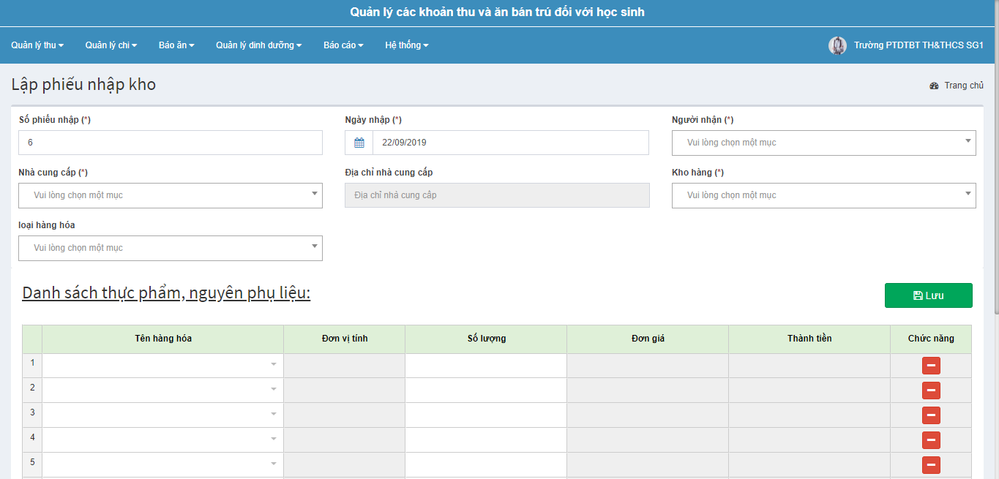 Quản lý các khoản thu và ăn bán trú đối với học sinh
Quản lý thu Quản lý chi Báo ăn Quản lý dinh dưỡng Báo cáo Hệ thống Trường PTDTBT TH&THCS SG1
Lập phiếu nhập kho Trang chủ
Số phiếu nhập (*) Ngày nhập (*) Người nhận (*)
6 22/09/2019 Vui lòng chọn một mục
Nhà cung cấp (*) Địa chỉ nhà cung cấp Kho hàng (*)
Vui lòng chọn một mục Địa chỉ nhà cung cấp Vui lòng chọn một mục
loại hàng hóa
Vui lòng chọn một mục
Danh sách thực phẩm, nguyên phụ liệu: Lưu
Tên hàng hóa Đơn vị tính Số lượng Đơn giá Thành tiền Chức năng
1
2
3
4
5